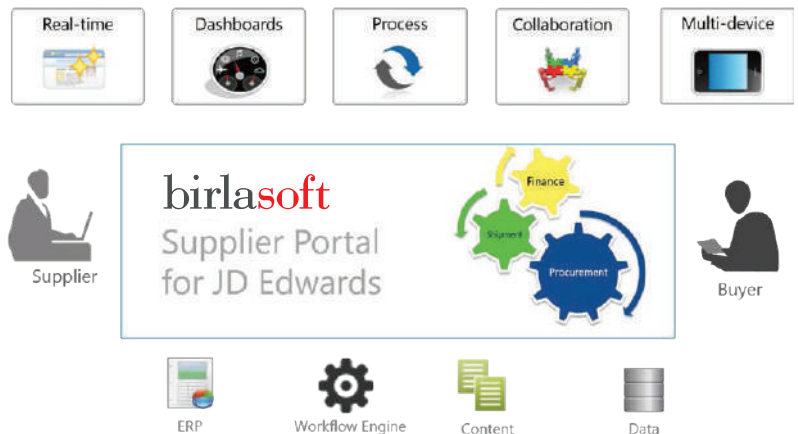 Real-time
Dashboards
Process
Collaboration
Multi-device
birlasoft
Supplier Portal
for JD Edwards
Finance
Shipment
Procurement
Supplier
Buyer
ERP
Workflow Engine
Content
Data